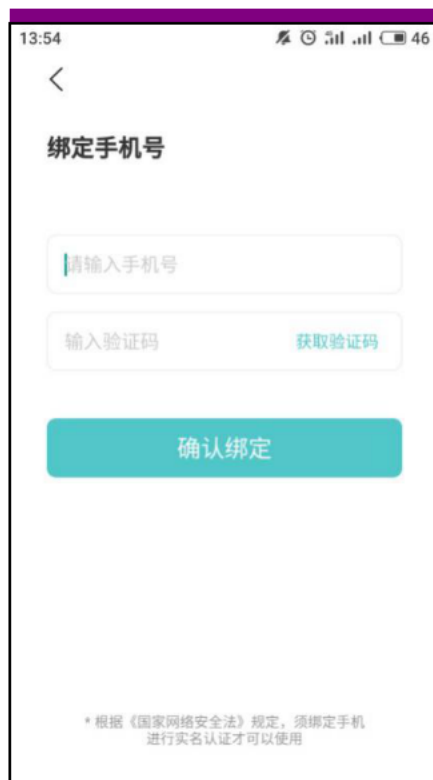 13:54
46
绑定手机号
请输入手机号
输入验证码
获取验证码
确认绑定
* 根据《国家网络安全法》规定，须绑定手机
进行实名认证才可以使用